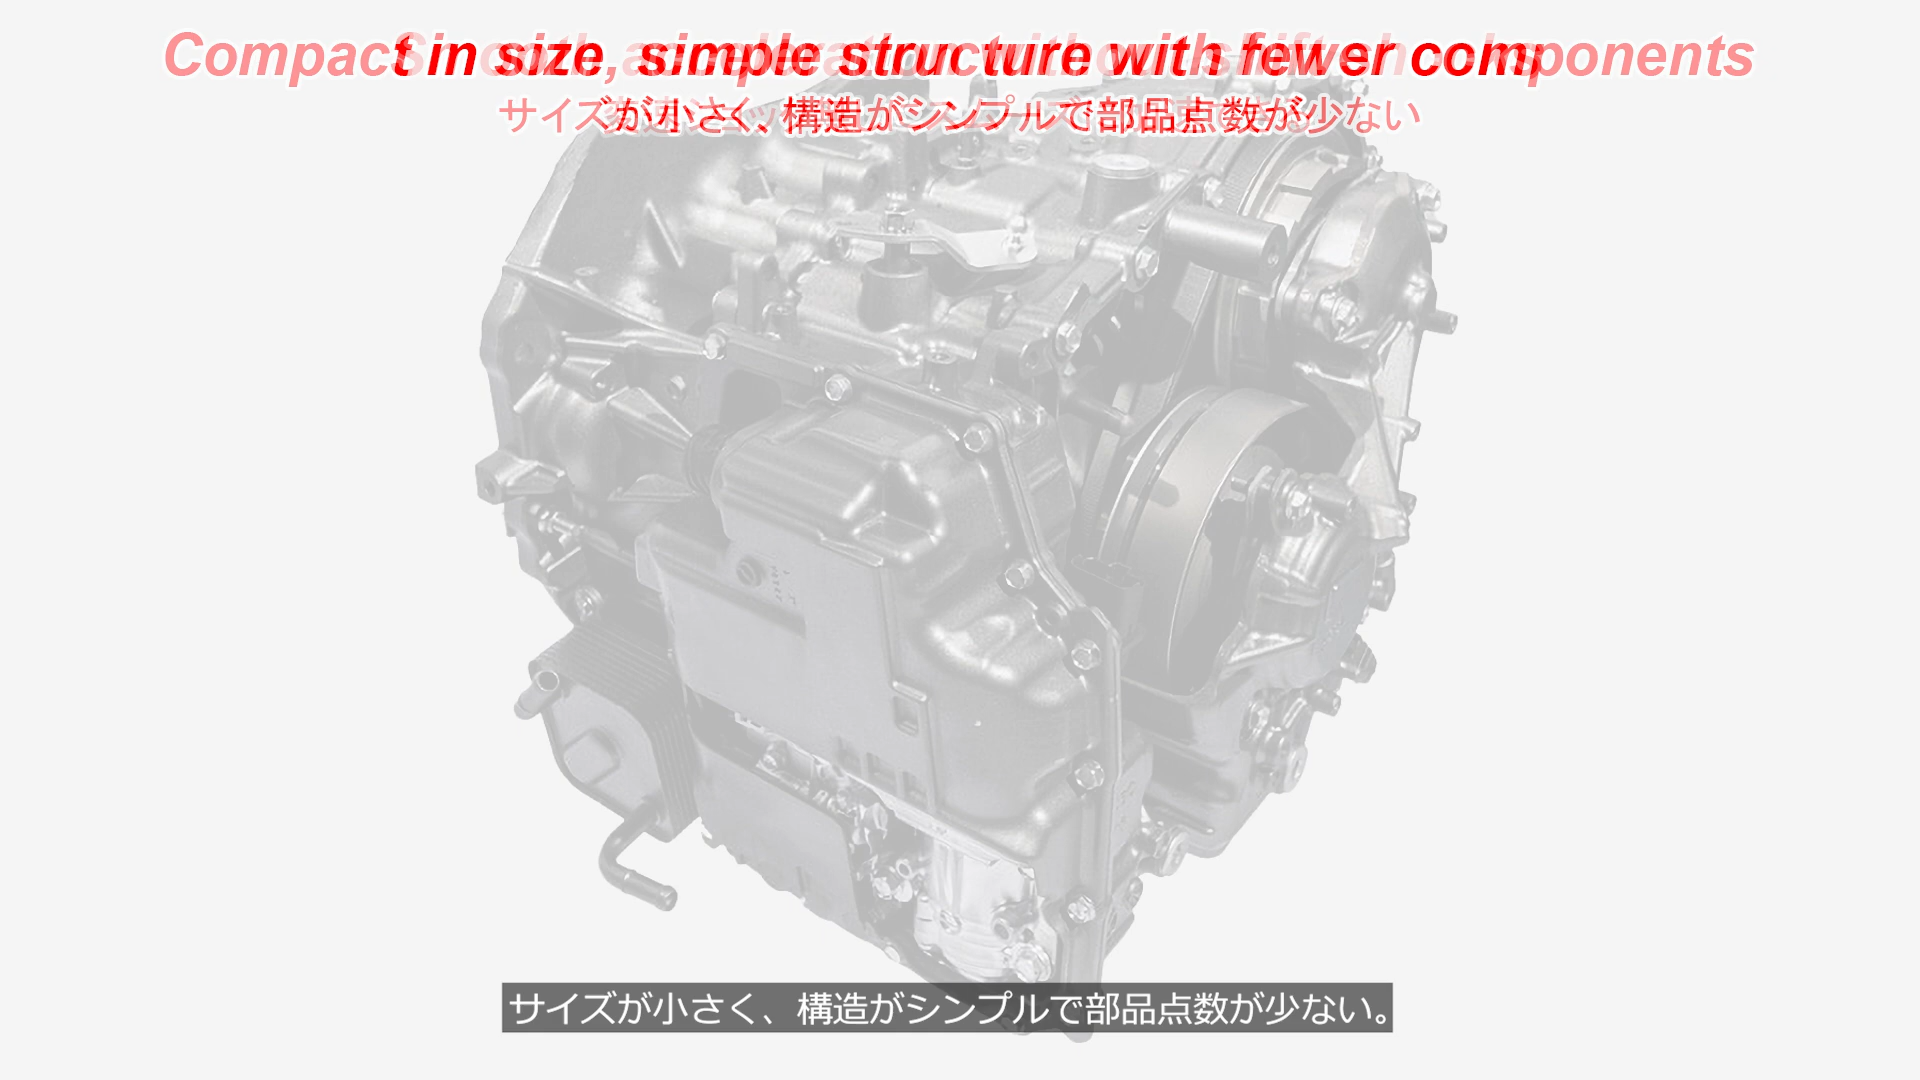 Compact in size, simple structure with fewer components
サイズが小さく、構造がシンプルで部品点数が少ない
サイズが小さく、構造がシンプルで部品点数が少ない。